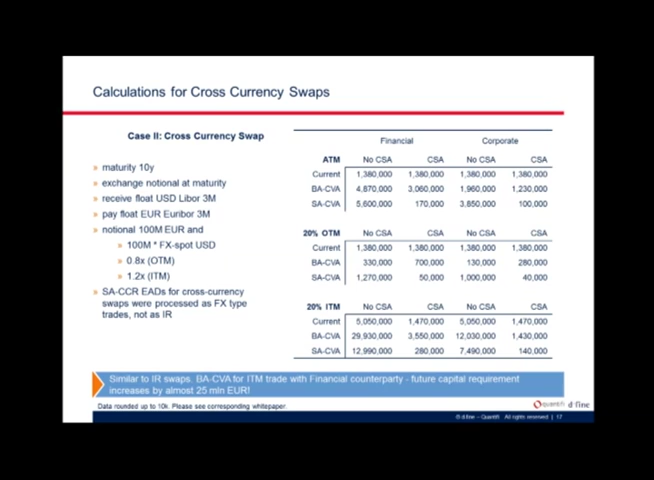 Calculations for Cross Currency Swaps
Case II: Cross Currency Swap
» maturity 10y
» exchange notional at maturity
» receive float USD Libor 3M
» pay float EUR Euribor 3M
» notional 100M EUR and
» 100M * FX-spot USD
» 0.8x (OTM)
» 1.2x (ITM)
» SA-CCR EADs for cross-currency
swaps were processed as FX type
trades, not as IR
Financial Corporate
ATM No CSA CSA No CSA CSA
Current 1,380,000 1,380,000 1,380,000 1,380,000
BA-CVA 4,870,000 3,060,000 1,960,000 1,230,000
SA-CVA 5,600,000 170,000 3,850,000 100,000
20% OTM No CSA CSA No CSA CSA
Current 1,380,000 1,380,000 1,380,000 1,380,000
BA-CVA 330,000 700,000 130,000 280,000
SA-CVA 1,270,000 50,000 1,000,000 40,000
20% ITM No CSA CSA No CSA CSA
Current 5,050,000 1,470,000 5,050,000 1,470,000
BA-CVA 29,930,000 3,550,000 12,030,000 1,430,000
SA-CVA 12,990,000 280,000 7,490,000 140,000
Similar to IR swaps. BA-CVA for ITM trade with Financial counterparty - future capital requirement
increases by almost 25 mln EUR!
Data rounded up to 10k. Please see corresponding whitepaper.
quantifi d-fine
© d-fine – Quantifi All rights reserved | 17